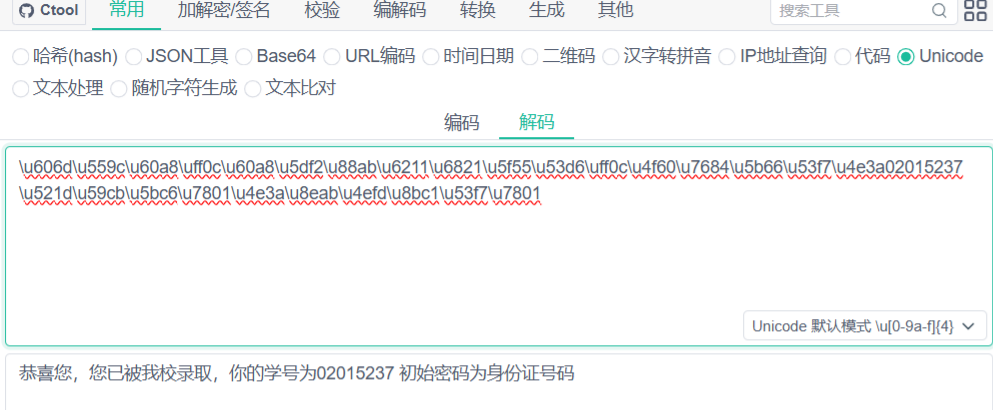 Ctool 常用 加解密/签名 校验 编解码 转换 生成 其他 搜索工具
哈希(hash) JSON工具 Base64 URL编码 时间日期 二维码 汉字转拼音 IP地址查询 代码 Unicode
文本处理 随机字符生成 文本比对
编码 解码
\u606d\u559c\u60a8\uff0c\u60a8\u5df2\u88ab\u6211\u6821\u5f55\u53d6\uff0c\u4f60\u7684\u5b66\u53f7\u4e3a02015237
\u521d\u59cb\u5bc6\u7801\u4e3a\u8eab\u4efd\u8bc1\u53f7\u7801
Unicode 默认模式 \u[0-9a-f]{4}
恭喜您，您已被我校录取，你的学号为02015237 初始密码为身份证号码